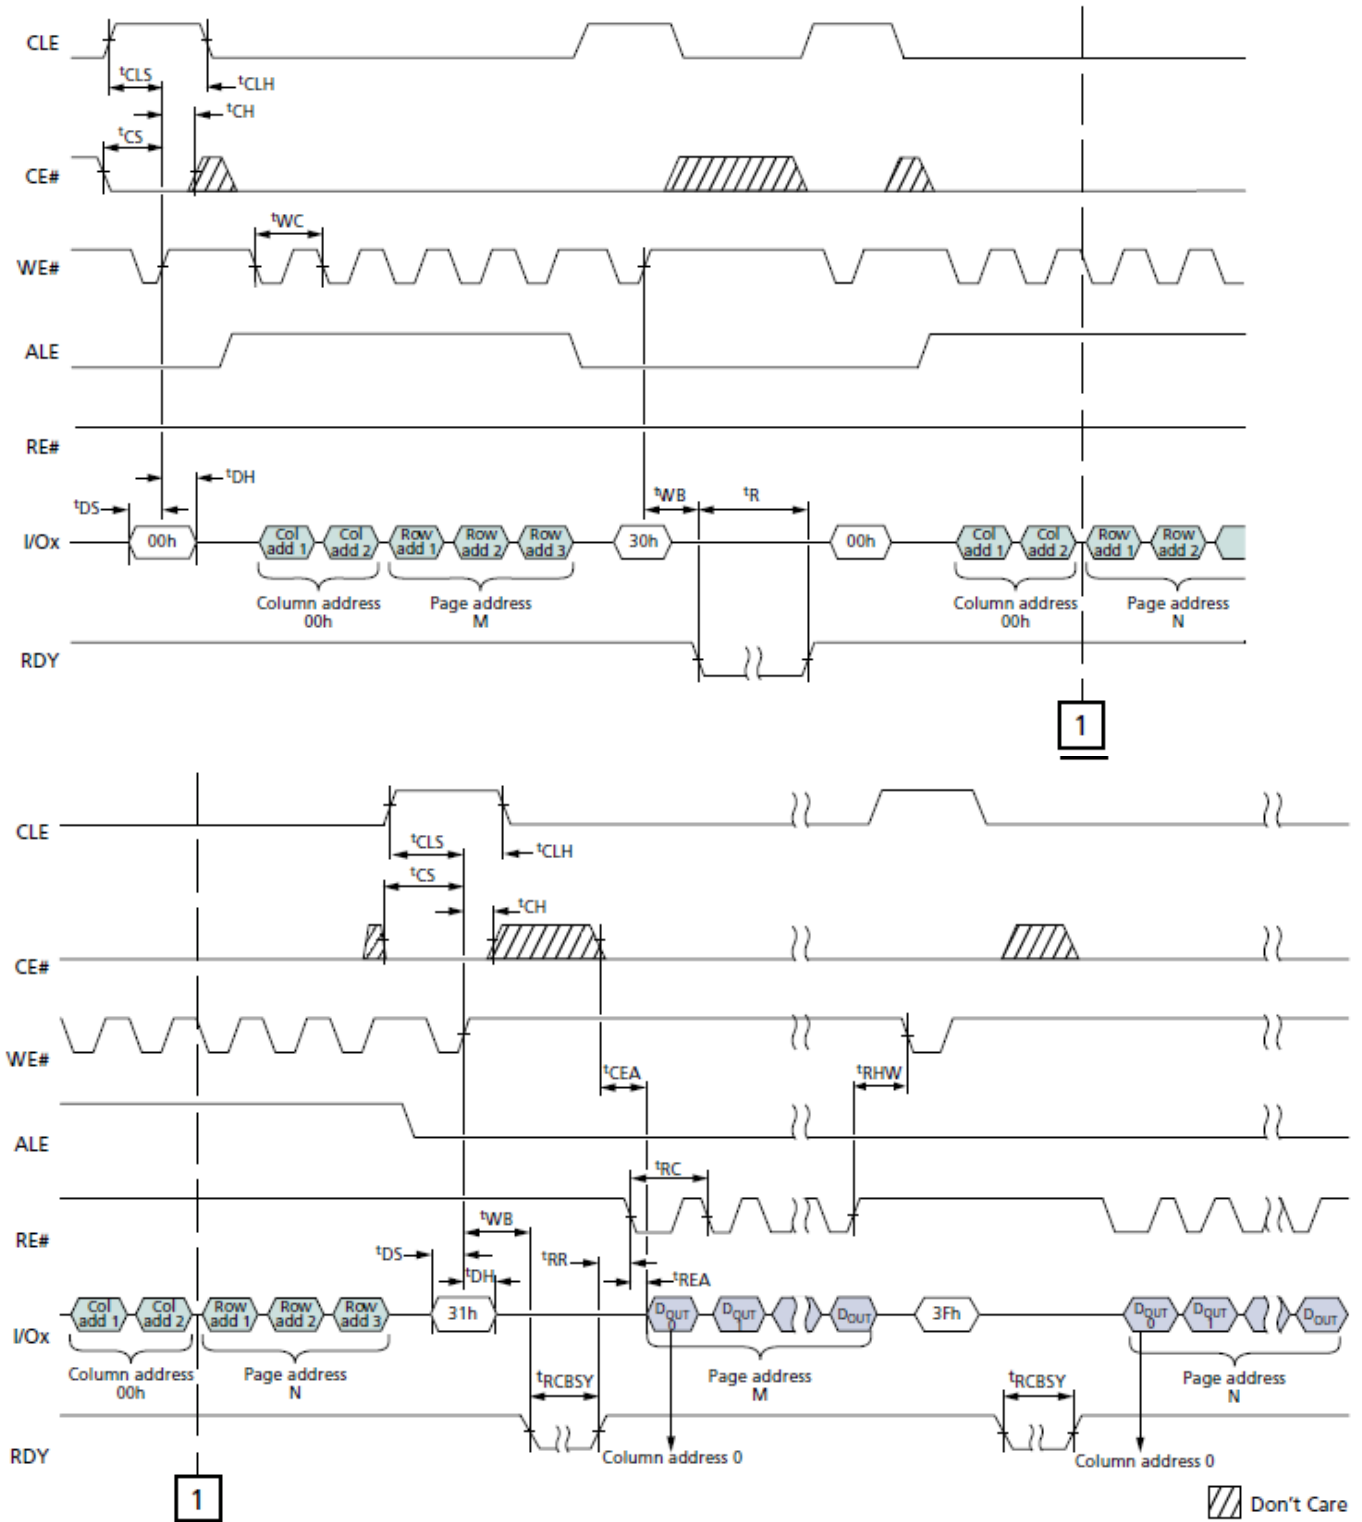 CLE
tCLS
tCLH
tCH
tCS
CE#
tWC
WE#
ALE
RE#
tDH
tDS
tWB
tR
I/Ox
00h
Col add 1
Col add 2
Row add 1
Row add 2
Row add 3
30h
00h
Col add 1
Col add 2
Row add 1
Row add 2
Column address
00h
Page address
M
Column address
00h
Page address
N
RDY
1
CLE
tCLS
tCLH
tCS
tCH
CE#
WE#
tCEA
tRHW
ALE
tRC
RE#
tWB
tDS
tRR
tDH
tREA
I/Ox
Col add 1
Col add 2
Row add 1
Row add 2
Row add 3
31h
DOUT 0
DOUT 1
DOUT
3Fh
DOUT 0
DOUT 1
DOUT
Column address
00h
Page address
N
tRCBSY
Page address
M
tRCBSY
Page address
N
RDY
Column address 0
Column address 0
1
Don't Care